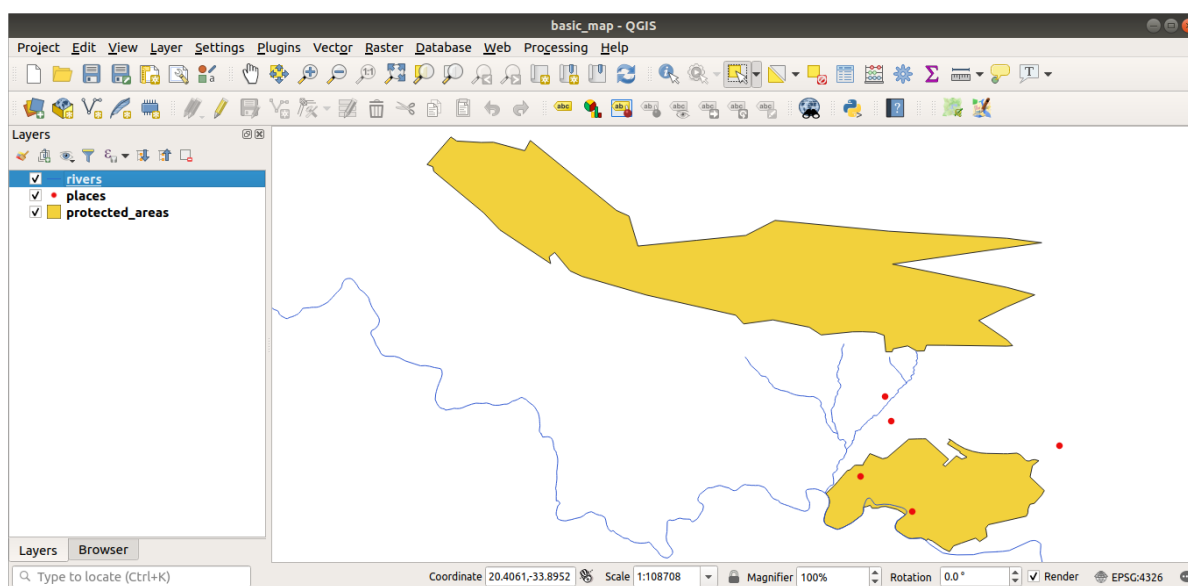 basic_map - QGIS
Project Edit View Layer Settings Plugins Vector Raster Database Web Processing Help
Layers
rivers
places
protected_areas
Layers Browser
Type to locate (Ctrl+K)
Coordinate 20.4061,-33.8952 Scale 1:108708 Magnifier 100% Rotation 0.0 ° Render EPSG:4326